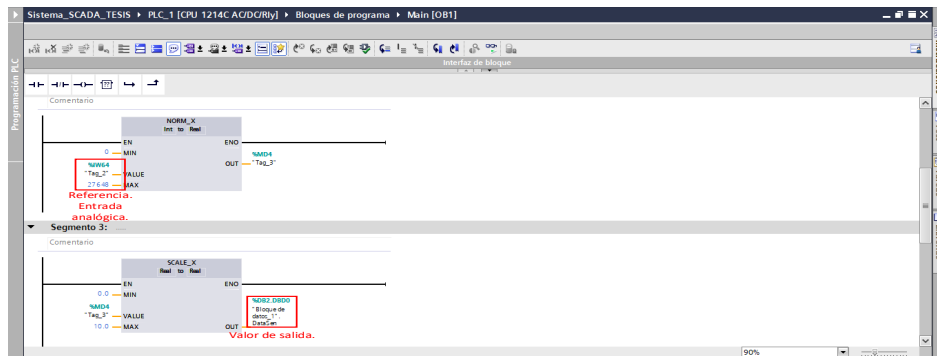 Sistema_SCADA_TESIS ▸ PLC_1 [CPU 1214C AC/DC/Rly] ▸ Bloques de programa ▸ Main [OB1]
Interfaz de bloque
Programación PLC
Comentario
NORM_X
Int to Real
EN
ENO
0
MIN
%IW64
"Tag_2"
VALUE
27648
MAX
OUT
%MD4
"Tag_3"
Referencia.
Entrada
analógica.
Segmento 3:
Comentario
SCALE_X
Real to Real
EN
ENO
0.0
MIN
%MD4
"Tag_3"
VALUE
10.0
MAX
OUT
%DB2.DBD0
"Bloque de
datos_1".
DataSen
Valor de salida.
90%